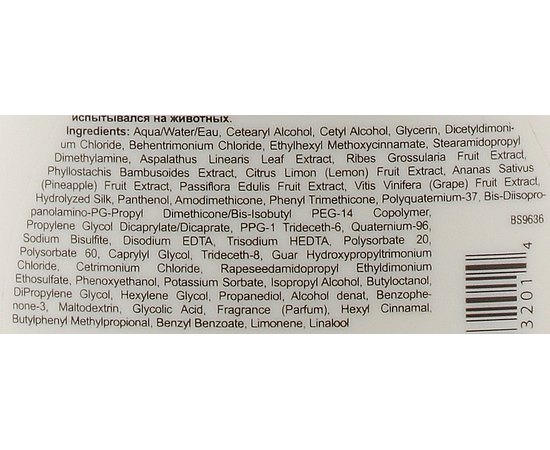 испытывался на животных.
Ingredients: Aqua/Water/Eau, Cetearyl Alcohol, Cetyl Alcohol, Glycerin, Dicetyldimoni-
um Chloride, Behentrimonium Chloride, Ethylhexyl Methoxycinnamate, Stearamidopropyl
Dimethylamine, Aspalathus Linearis Leaf Extract, Ribes Grossularia Fruit Extract,
Phyllostachis Bambusoides Extract, Citrus Limon (Lemon) Fruit Extract, Ananas Sativus
(Pineapple) Fruit Extract, Passiflora Edulis Fruit Extract, Vitis Vinifera (Grape) Fruit Extract,
Hydrolyzed Silk, Panthenol, Amodimethicone, Phenyl Trimethicone, Polyquaternium-37, Bis-Diisopro-
panolamino-PG-Propyl Dimethicone/Bis-Isobutyl PEG-14 Copolymer,
Propylene Glycol Dicaprylate/Dicaprate, PPG-1 Trideceth-6, Quaternium-96,
Sodium Bisulfite, Disodium EDTA, Trisodium HEDTA, Polysorbate 20,
Polysorbate 60, Caprylyl Glycol, Trideceth-8, Guar Hydroxypropyltrimonium
Chloride, Cetrimonium Chloride, Rapeseedamidopropyl Ethyldimonium
Ethosulfate, Phenoxyethanol, Potassium Sorbate, Isopropyl Alcohol, Butyloctanol,
DiPropylene Glycol, Hexylene Glycol, Propanediol, Alcohol denat, Benzophe-
none-3, Maltodextrin, Glycolic Acid, Fragrance (Parfum), Hexyl Cinnamal,
Butylphenyl Methylpropional, Benzyl Benzoate, Limonene, Linalool
BS9636
3201 4